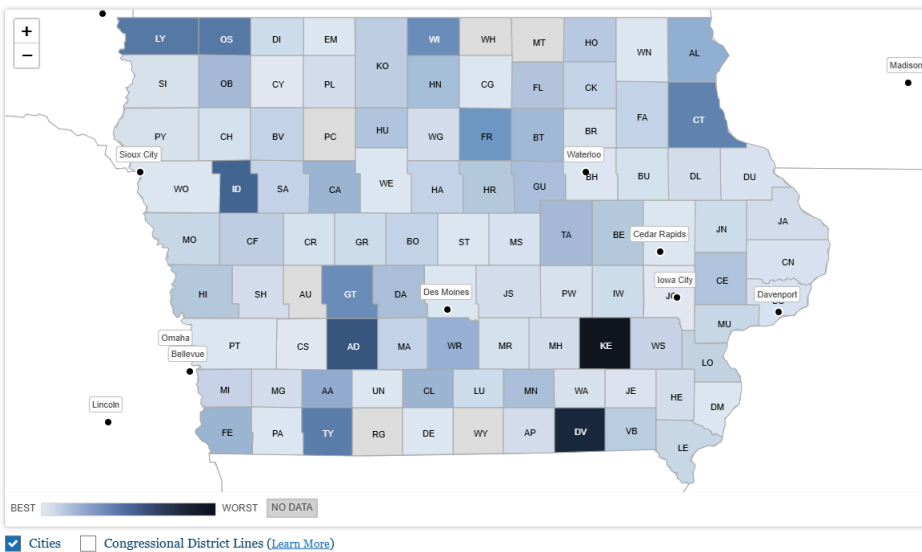 +
−
Madison
LY OS DI EM KO WI WH MT HO WN AL
SI OB CY PL HN CG FL CK FA CT
PY CH BV PC HU WG FR BT BR
Sioux City
Waterloo
WO ID SA CA WE HA HR GU BH BU DL DU
MO CF CR GR BO ST MS TA BE JN JA
Cedar Rapids
CN
HI SH AU GT DA JS PW IW CE
Des Moines
Iowa City
Davenport
MU
Omaha
PT CS AD MA WR MR MH KE WS
Bellevue
LO
MI MG AA UN CL LU MN WA JE HE
Lincoln
DM
FE PA TY RG DE WY AP DV VB
LE
BEST WORST NO DATA
Cities Congressional District Lines (Learn More)